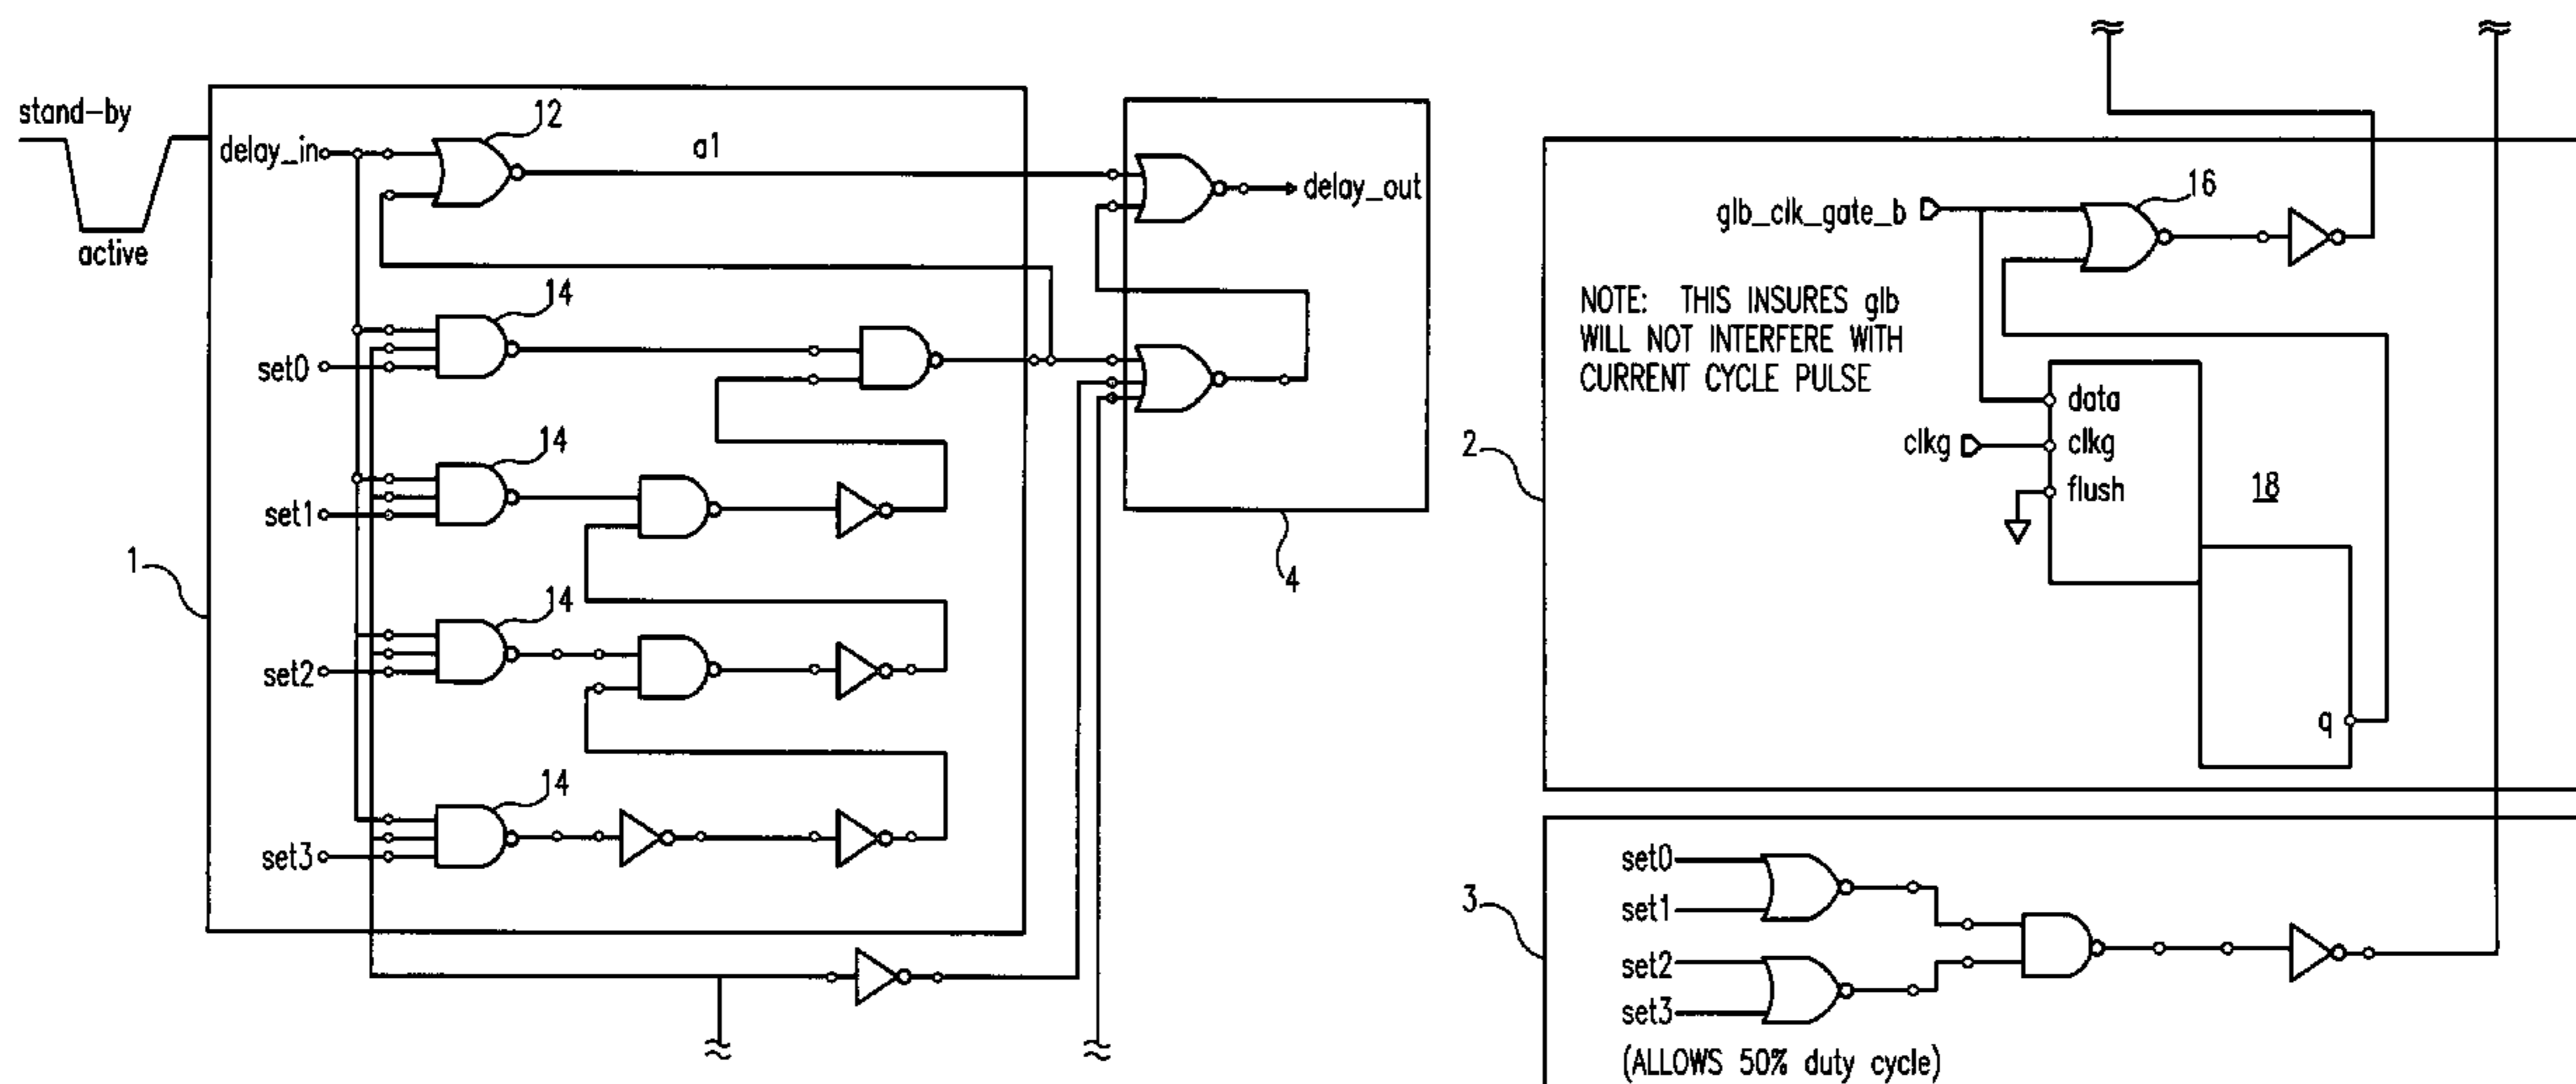 stand-by
active
delay_in
12
a1
delay_out
14
set0
14
set1
14
set2
14
set3
1
4
glb_clk_gate_b
16
NOTE: THIS INSURES glb
WILL NOT INTERFERE WITH
CURRENT CYCLE PULSE
data
clkg
clkg
flush
18
q
2
3
set0
set1
set2
set3
(ALLOWS 50% duty cycle)